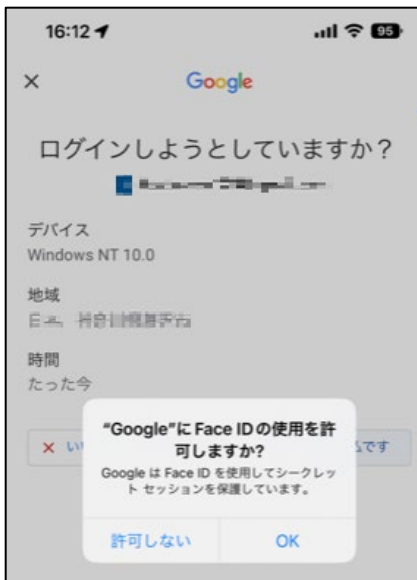 16:12
95
×
Google
ログインしようとしていますか？
デバイス
Windows NT 10.0
地域
時間
たった今
“Google”にFace IDの使用を許
可しますか?
Google は Face ID を使用してシークレッ
ト セッションを保護しています。
× い
です
許可しない
OK